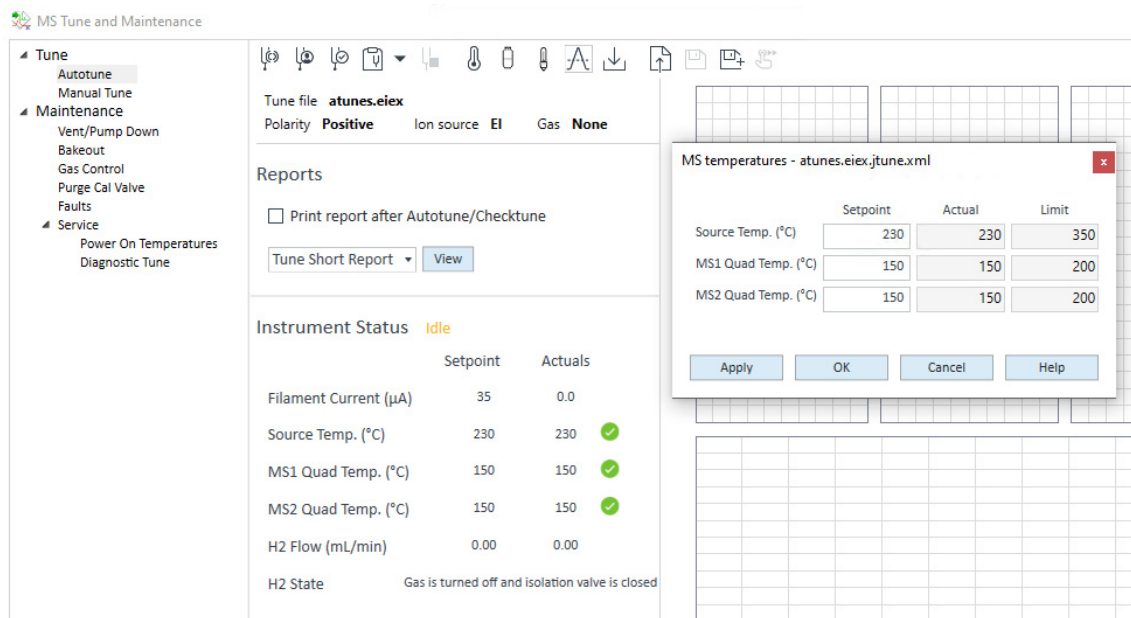 MS Tune and Maintenance
Tune
Autotune
Manual Tune
Maintenance
Vent/Pump Down
Bakeout
Gas Control
Purge Cal Valve
Faults
Service
Power On Temperatures
Diagnostic Tune
Tune file atunes.eiex
Polarity Positive Ion source EI Gas None
Reports
Print report after Autotune/Checktune
Tune Short Report View
Instrument Status Idle
Setpoint Actuals
Filament Current (µA) 35 0.0
Source Temp. (°C) 230 230
MS1 Quad Temp. (°C) 150 150
MS2 Quad Temp. (°C) 150 150
H2 Flow (mL/min) 0.00 0.00
H2 State Gas is turned off and isolation valve is closed
MS temperatures - atunes.eiex.jtune.xml x
Setpoint Actual Limit
Source Temp. (°C) 230 230 350
MS1 Quad Temp. (°C) 150 150 200
MS2 Quad Temp. (°C) 150 150 200
Apply OK Cancel Help